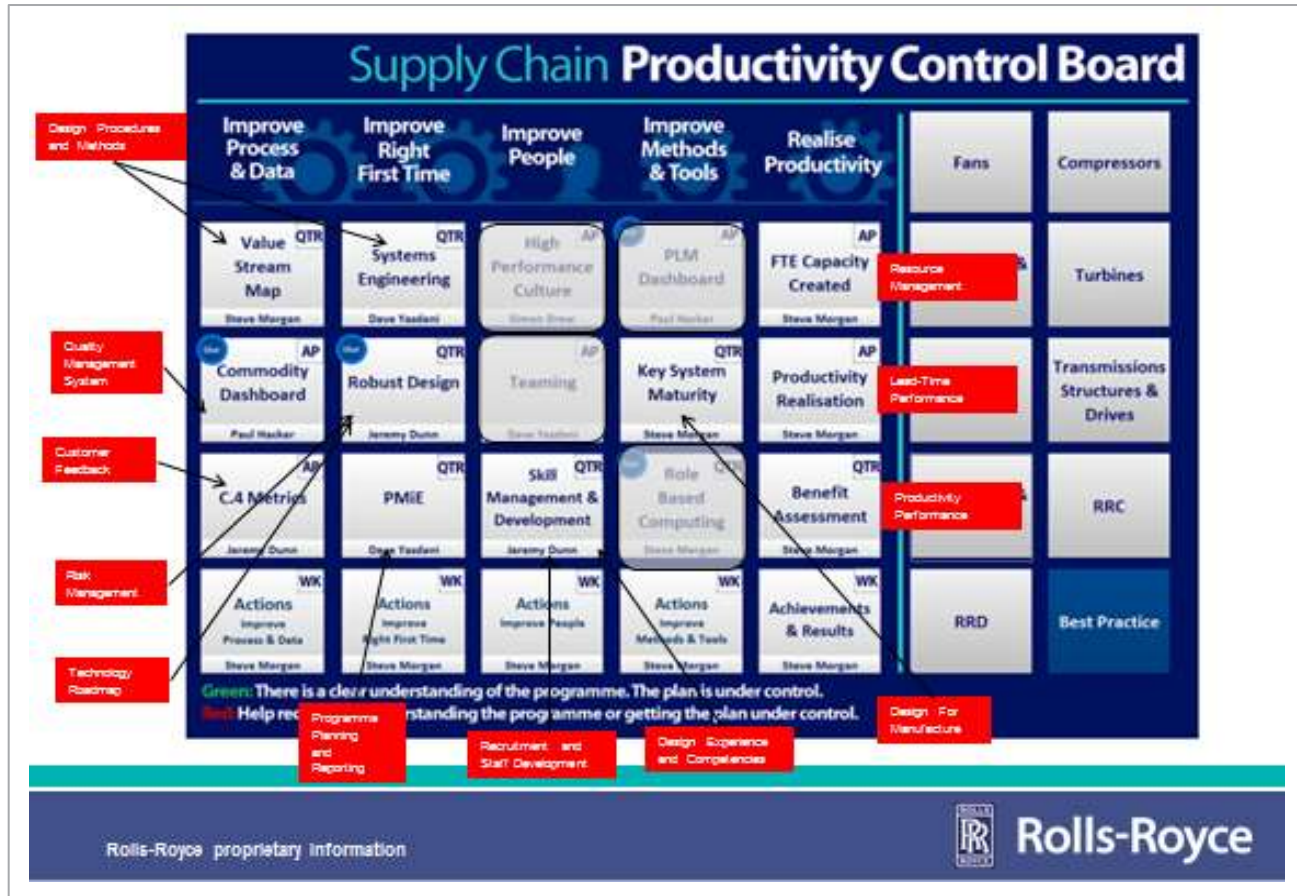 Supply Chain Productivity Control Board
Design Procedures
and Methods
Improve
Process
& Data
Improve
Right
First Time
Improve
People
Improve
Methods
& Tools
Realise
Productivity
Fans
Compressors
Value QTR
Stream
Map
Steve Morgan
QTR
Systems
Engineering
Dave Yazdani
High AP
Performance
Culture
Simon Drew
AP
PLM
Dashboard
Paul Hacker
AP
FTE Capacity
Created
Steve Morgan
Resource
Management
&
Turbines
Quality
Management
System
AP
Commodity
Dashboard
Paul Hacker
QTR
Robust Design
Jeremy Dunn
AP
Teaming
Dave Yazdani
QTR
Key System
Maturity
Steve Morgan
AP
Productivity
Realisation
Steve Morgan
Lead-Time
Performance
Transmissions
Structures &
Drives
Customer
Feedback
AP
C.4 Metrics
Jeremy Dunn
QTR
PMiE
Dave Yazdani
Skill QTR
Management &
Development
Jeremy Dunn
QTR
Role
Based
Computing
Steve Morgan
QTR
Benefit
Assessment
Steve Morgan
Productivity
Performance
&
RRC
Risk
Management
WK
Actions
Improve
Process & Data
Steve Morgan
WK
Actions
Improve
Right First Time
Steve Morgan
WK
Actions
Improve People
Steve Morgan
WK
Actions
Improve
Methods & Tools
Steve Morgan
WK
Achievements
& Results
Steve Morgan
RRD
Best Practice
Technology
Roadmap
Green: There is a clear understanding of the programme. The plan is under control.
Red: Help understanding the programme or getting the plan under control.
Programme
Planning
and
Reporting
Recruitment and
Staff Development
Design Experience
and Competencies
Design For
Manufacture
Rolls-Royce proprietary information
ROLLS
RR
ROYCE
Rolls-Royce